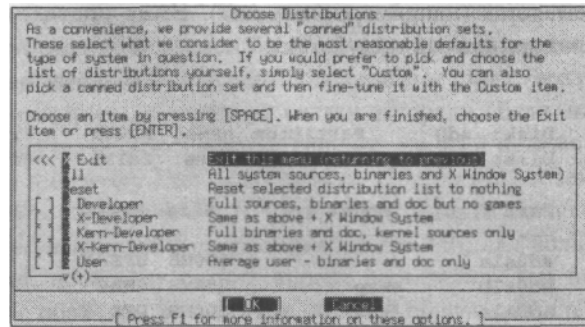 Choose Distributions
As a convenience, we provide several "canned" distribution sets.
These select what we consider to be the most reasonable defaults for the
type of system in question. If you would prefer to pick and choose the
list of distributions yourself, simply select "Custom". You can also
pick a canned distribution set and then fine-tune it with the Custom item.
Choose an item by pressing [SPACE]. When you are finished, choose the Exit
item or press [ENTER].
<<< X Exit Exit this menu (returning to previous)
All All system sources, binaries and X Window System)
Reset Reset selected distribution list to nothing
[ ] Developer Full sources, binaries and doc but no games
[ ] X-Developer Same as above + X Window System
[ ] Kern-Developer Full binaries and doc, kernel sources only
[ ] X-Kern-Developer Same as above + X Window System
[ ] User Average user - binaries and doc only
v(+)
[ OK ] Cancel
[ Press F1 for more information on these options. ]